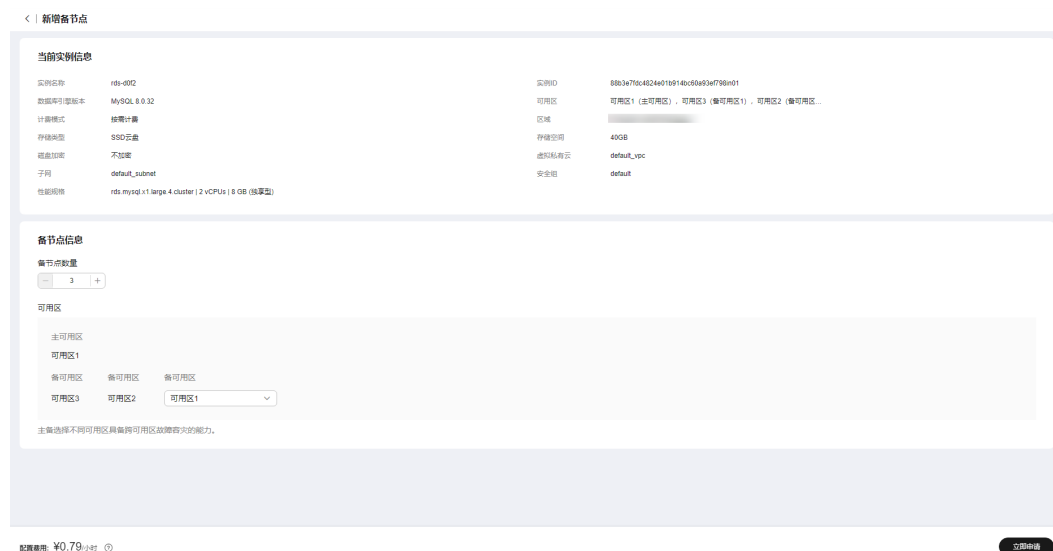 新增备节点
当前实例信息
实例名称 rds-d0f2 实例ID 88b3e7fdc4824e01b914bc60a93ef798in01
数据库引擎版本 MySQL 8.0.32 可用区 可用区1（主可用区），可用区3（备可用区1），可用区2（备可用区...
计费模式 按需计费 区域
存储类型 SSD云盘 存储空间 40GB
磁盘加密 不加密 虚拟私有云 default_vpc
子网 default_subnet 安全组 default
性能规格 rds.mysql.x1.large.4.cluster | 2 vCPUs | 8 GB (独享型)
备节点信息
备节点数量
3
可用区
主可用区
可用区1
备可用区 备可用区 备可用区
可用区3 可用区2 可用区1
主备选择不同可用区具备跨可用区故障容灾的能力。
配置费用: ¥0.79/小时 立即申请